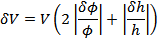 δV = V(2|δϕ/ϕ| + |δh/h|)